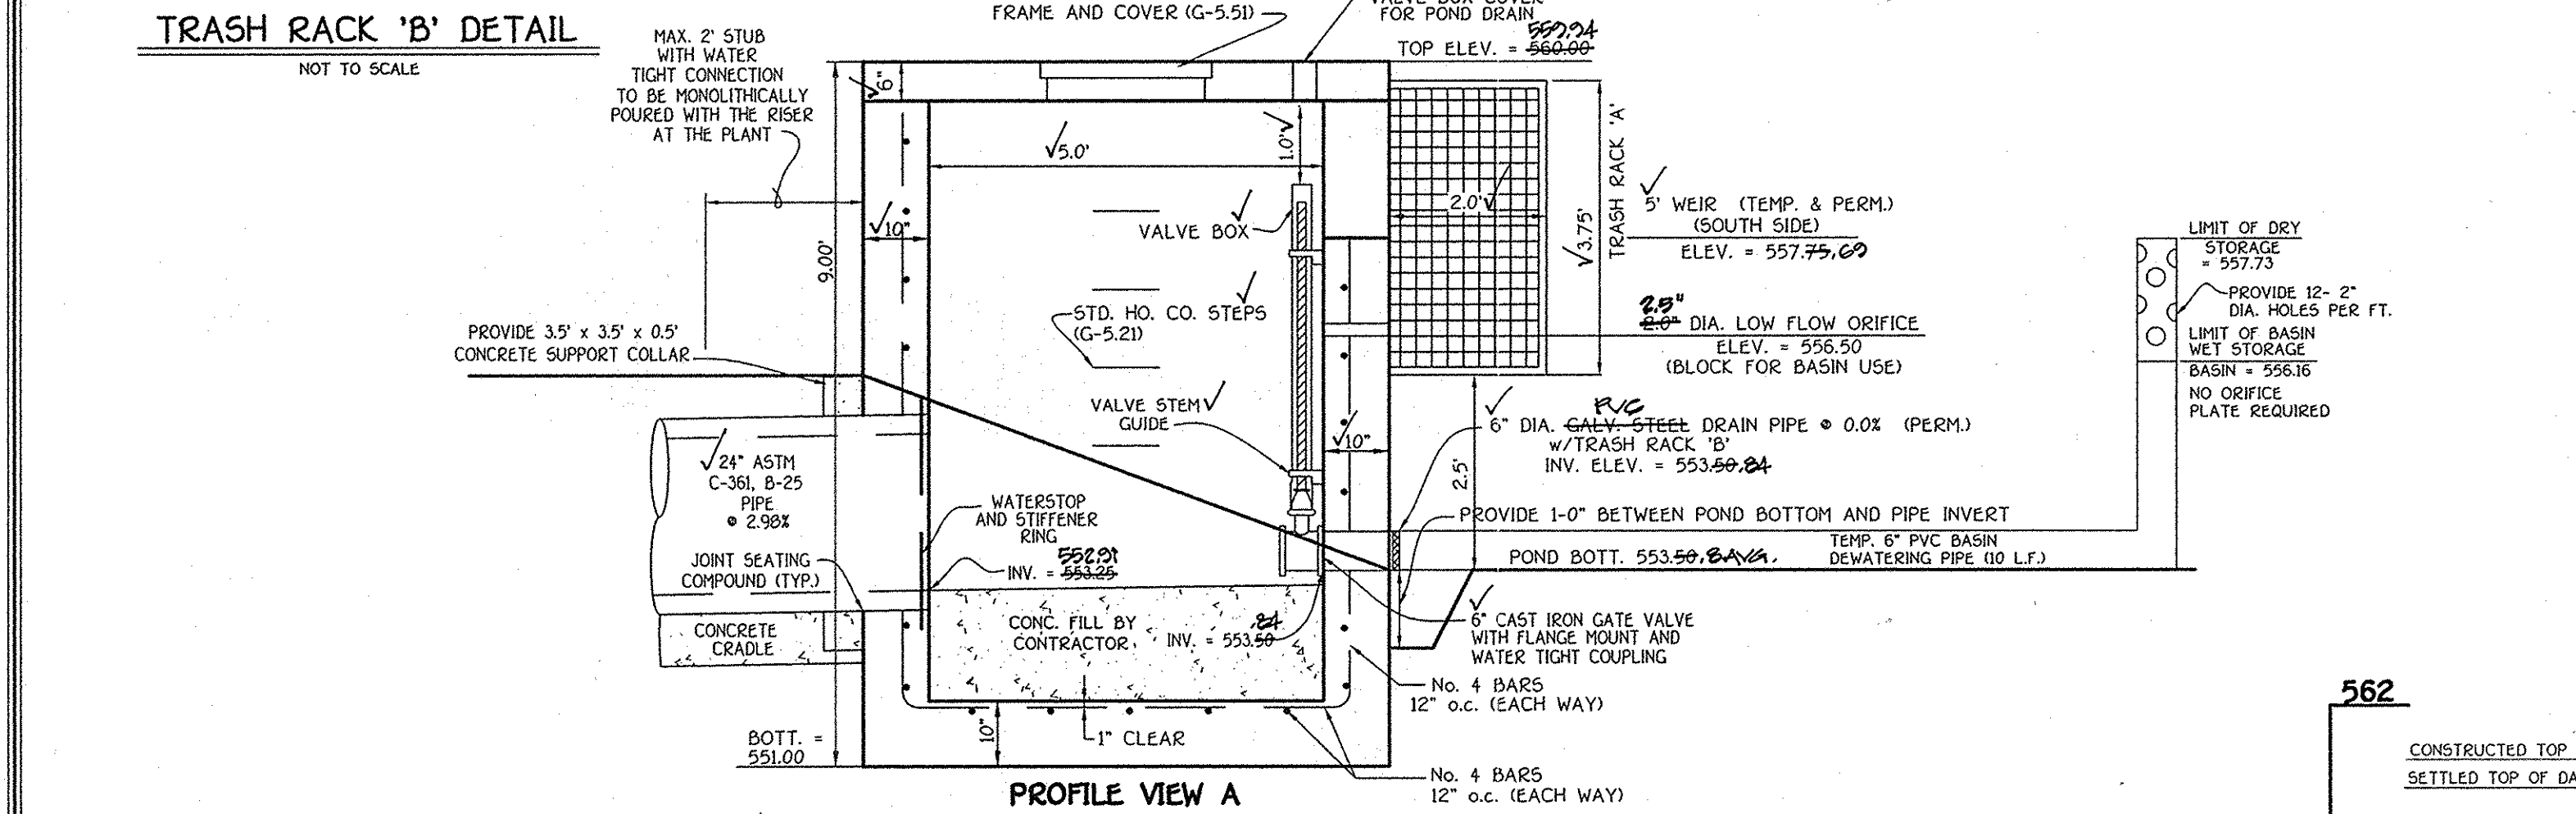 TRASH RACK 'B' DETAIL
NOT TO SCALE
MAX. 2' STUB
WITH WATER
TIGHT CONNECTION
TO BE MONOLITHICALLY
POURED WITH THE RISER
AT THE PLANT
FRAME AND COVER (G-5.51)
VALVE BOX COVER
FOR POND DRAIN
559.94
TOP ELEV. = 560.00
6"
1.0'
√5.0'
9.00'
√10"
VALVE BOX
2.0'
√3.75'
TRASH RACK 'A'
5' WEIR (TEMP. & PERM.)
(SOUTH SIDE)
ELEV. = 557.75.69
LIMIT OF DRY
STORAGE
= 557.73
PROVIDE 12- 2"
DIA. HOLES PER FT.
LIMIT OF BASIN
WET STORAGE
BASIN = 556.16
NO ORIFICE
PLATE REQUIRED
STD. HO. CO. STEPS
(G-5.21)
2.5"
2.0" DIA. LOW FLOW ORIFICE
ELEV. = 556.50
(BLOCK FOR BASIN USE)
PROVIDE 3.5' x 3.5' x 0.5'
CONCRETE SUPPORT COLLAR
VALVE STEM
GUIDE
√10"
2.5'
PVC
6" DIA. GALV. STEEL DRAIN PIPE @ 0.0% (PERM.)
w/TRASH RACK 'B'
INV. ELEV. = 553.50.84
√24" ASTM
C-361, B-25
PIPE
@ 2.98%
WATERSTOP
AND STIFFENER
RING
PROVIDE 1-0" BETWEEN POND BOTTOM AND PIPE INVERT
TEMP. 6" PVC BASIN
DEWATERING PIPE (10 L.F.)
POND BOTT. 553.50.8AVG.
JOINT SEATING
COMPOUND (TYP.)
552.91
INV. = 553.25
CONCRETE
CRADLE
CONC. FILL BY
CONTRACTOR
.84
INV. = 553.50
6" CAST IRON GATE VALVE
WITH FLANGE MOUNT AND
WATER TIGHT COUPLING
No. 4 BARS
12" o.c. (EACH WAY)
10"
1" CLEAR
BOTT. =
551.00
No. 4 BARS
12" o.c. (EACH WAY)
PROFILE VIEW A
562
CONSTRUCTED TOP
SETTLED TOP OF DA